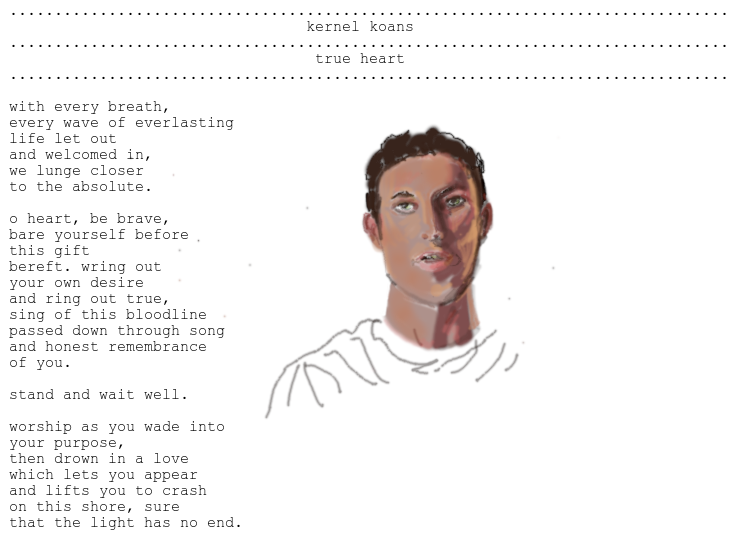 kernel koans
true heart
with every breath,
every wave of everlasting
life let out
and welcomed in,
we lunge closer
to the absolute.
o heart, be brave,
bare yourself before
this gift
bereft. wring out
your own desire
and ring out true,
sing of this bloodline
passed down through song
and honest remembrance
of you.
stand and wait well.
worship as you wade into
your purpose,
then drown in a love
which lets you appear
and lifts you to crash
on this shore, sure
that the light has no end.